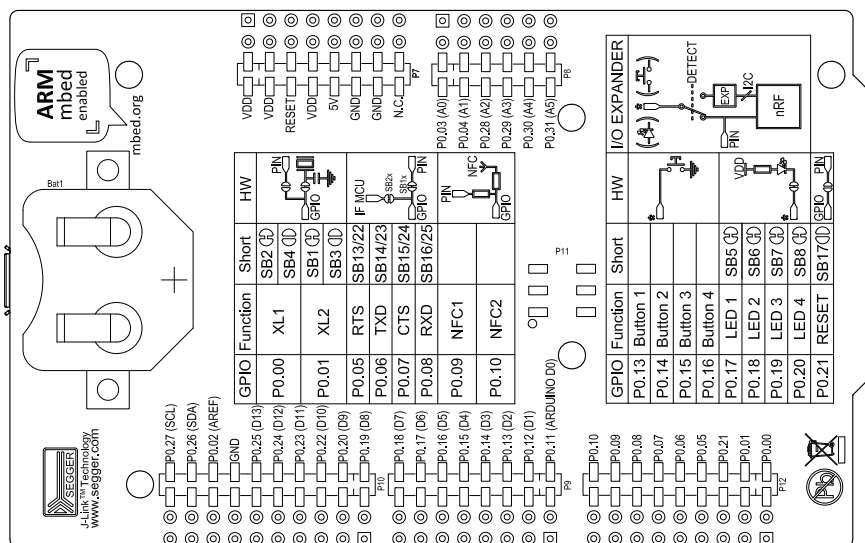 ARM
mbed
enabled
mbed.org
Bat1
SEGGER
J-Link™ Technology
www.segger.com
VDD
VDD
RESET
VDD
5V
GND
GND
N.C.
P7
P0.03 (A0)
P0.04 (A1)
P0.28 (A2)
P0.29 (A3)
P0.30 (A4)
P0.31 (A5)
P8
GPIO Function Short HW
P0.00 XL1 SB2 SB4
P0.01 XL2 SB1 SB3
PIN
GPIO
P0.05 RTS SB13/22
P0.06 TXD SB14/23
P0.07 CTS SB15/24
P0.08 RXD SB16/25
IF MCU
SB2x
SB1x
PIN
GPIO
P0.09 NFC1
P0.10 NFC2
PIN
NFC
GPIO
P11
GPIO Function Short HW I/O EXPANDER
P0.13 Button 1
P0.14 Button 2
P0.15 Button 3
P0.16 Button 4
P0.17 LED 1 SB5
P0.18 LED 2 SB6
P0.19 LED 3 SB7
P0.20 LED 4 SB8
P0.21 RESET SB17
*
VDD
*
PIN
GPIO
*
DETECT
EXP
I2C
PIN
nRF
P0.27 (SCL)
P0.26 (SDA)
P0.02 (AREF)
GND
P0.25 (D13)
P0.24 (D12)
P0.23 (D11)
P0.22 (D10)
P0.20 (D9)
P0.19 (D8)
P10
P0.18 (D7)
P0.17 (D6)
P0.16 (D5)
P0.15 (D4)
P0.14 (D3)
P0.13 (D2)
P0.12 (D1)
P0.11 (ARDUINO D0)
P9
P0.10
P0.09
P0.08
P0.07
P0.06
P0.05
P0.21
P0.01
P0.00
P12
Pb